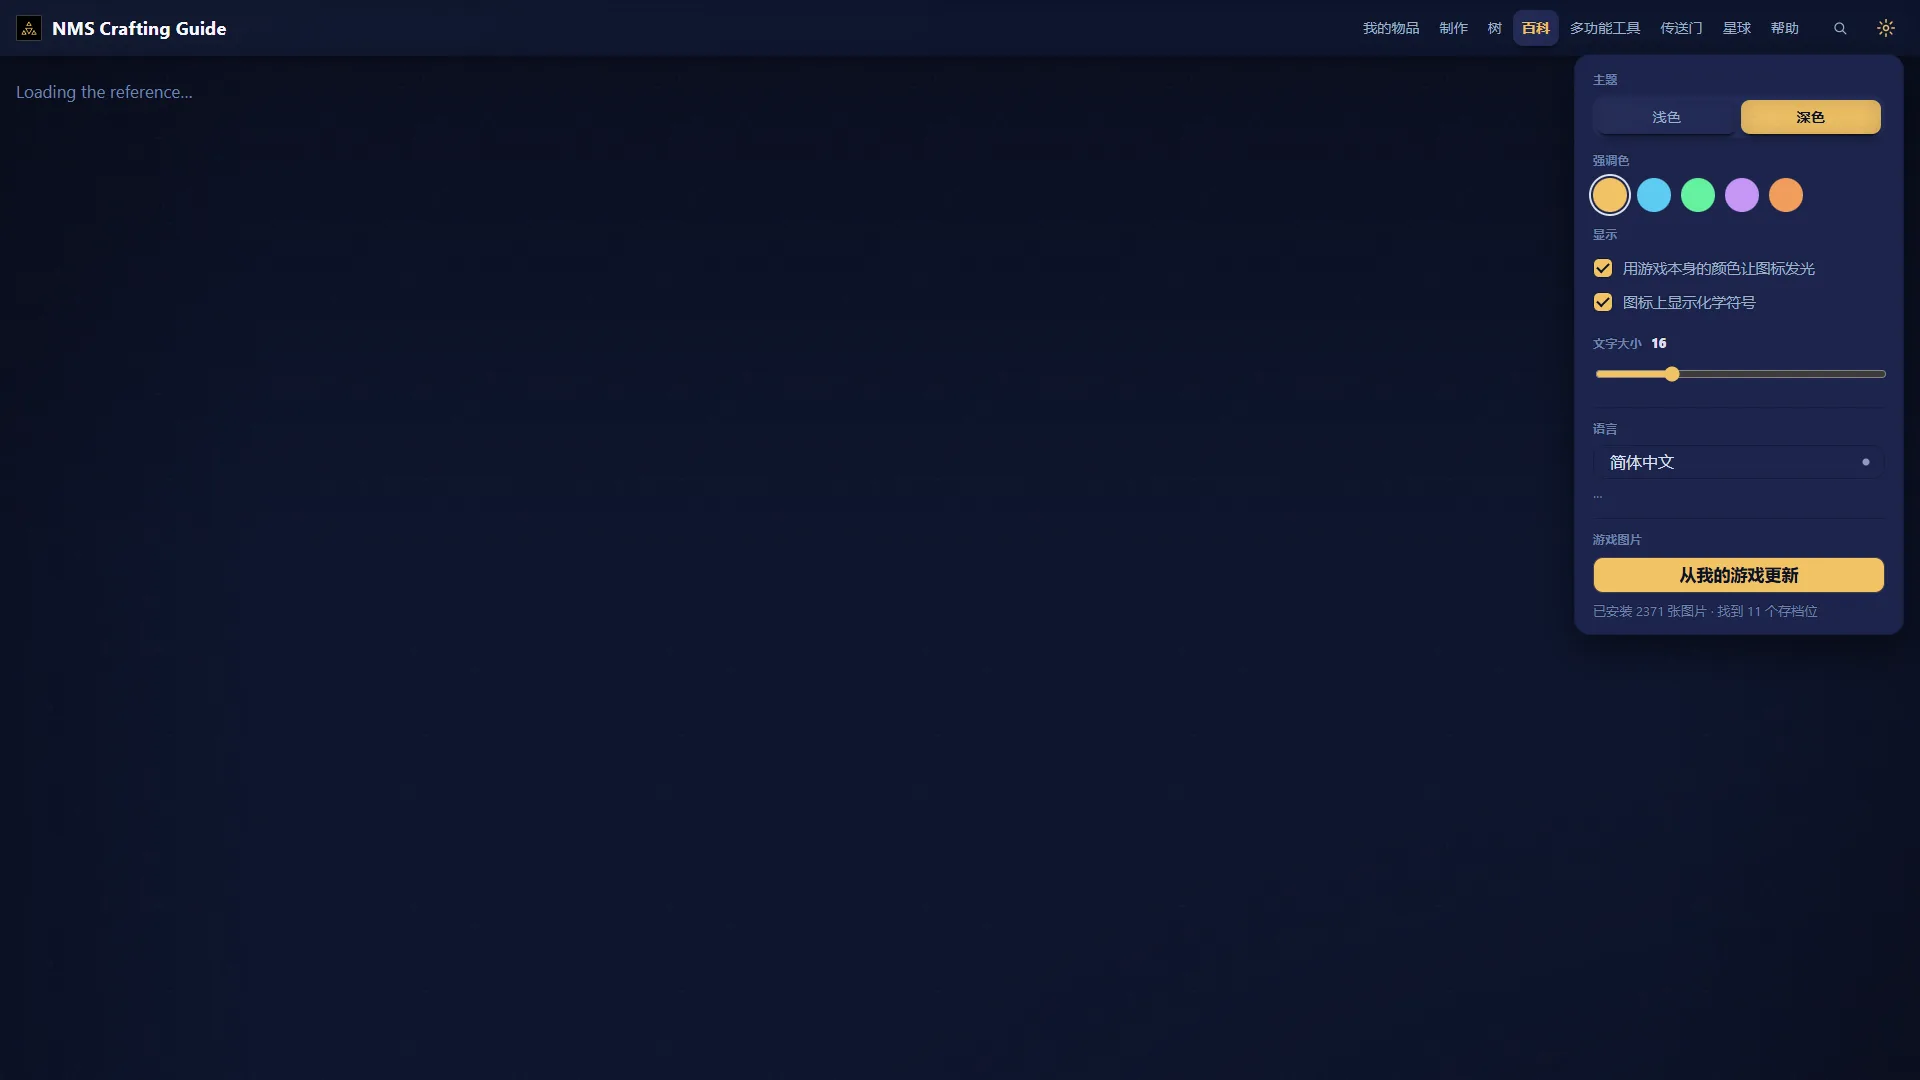 NMS Crafting Guide
我的物品 制作 树 百科 多功能工具 传送门 星球 帮助
Loading the reference...
主题
浅色 深色
强调色
显示
用游戏本身的颜色让图标发光
图标上显示化学符号
文字大小 16
语言
简体中文
...
游戏图片
从我的游戏更新
已安装 2371 张图片 · 找到 11 个存档位